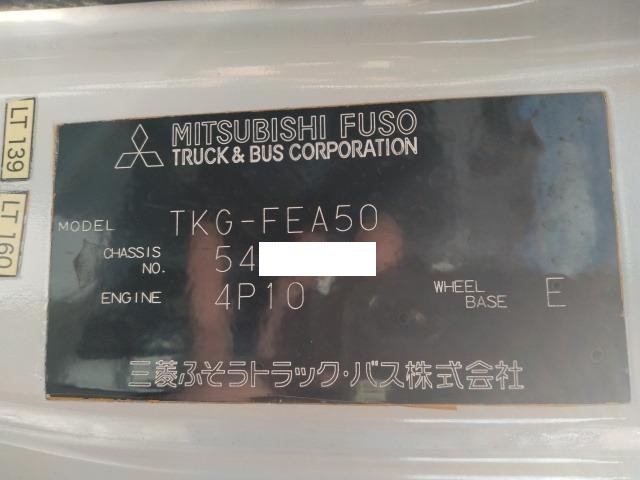 LT 139
LT 160
MITSUBISHI FUSO
TRUCK & BUS CORPORATION
MODEL TKG-FEA50
CHASSIS NO. 54
ENGINE 4P10 WHEEL BASE E
三菱ふそうトラック・バス株式会社